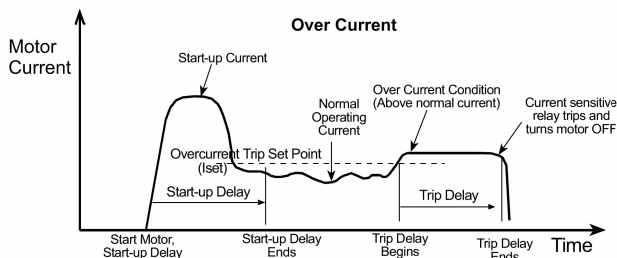 Over Current
Motor
Current
Start-up Current
Normal
Operating
Current
Over Current Condition
(Above normal current)
Current sensitive
relay trips and
turns motor OFF
Overcurrent Trip Set Point
(Iset)
Start-up Delay
Trip Delay
Start Motor,
Start-up Delay
Start-up Delay
Ends
Trip Delay
Begins
Trip Delay
Ends
Time